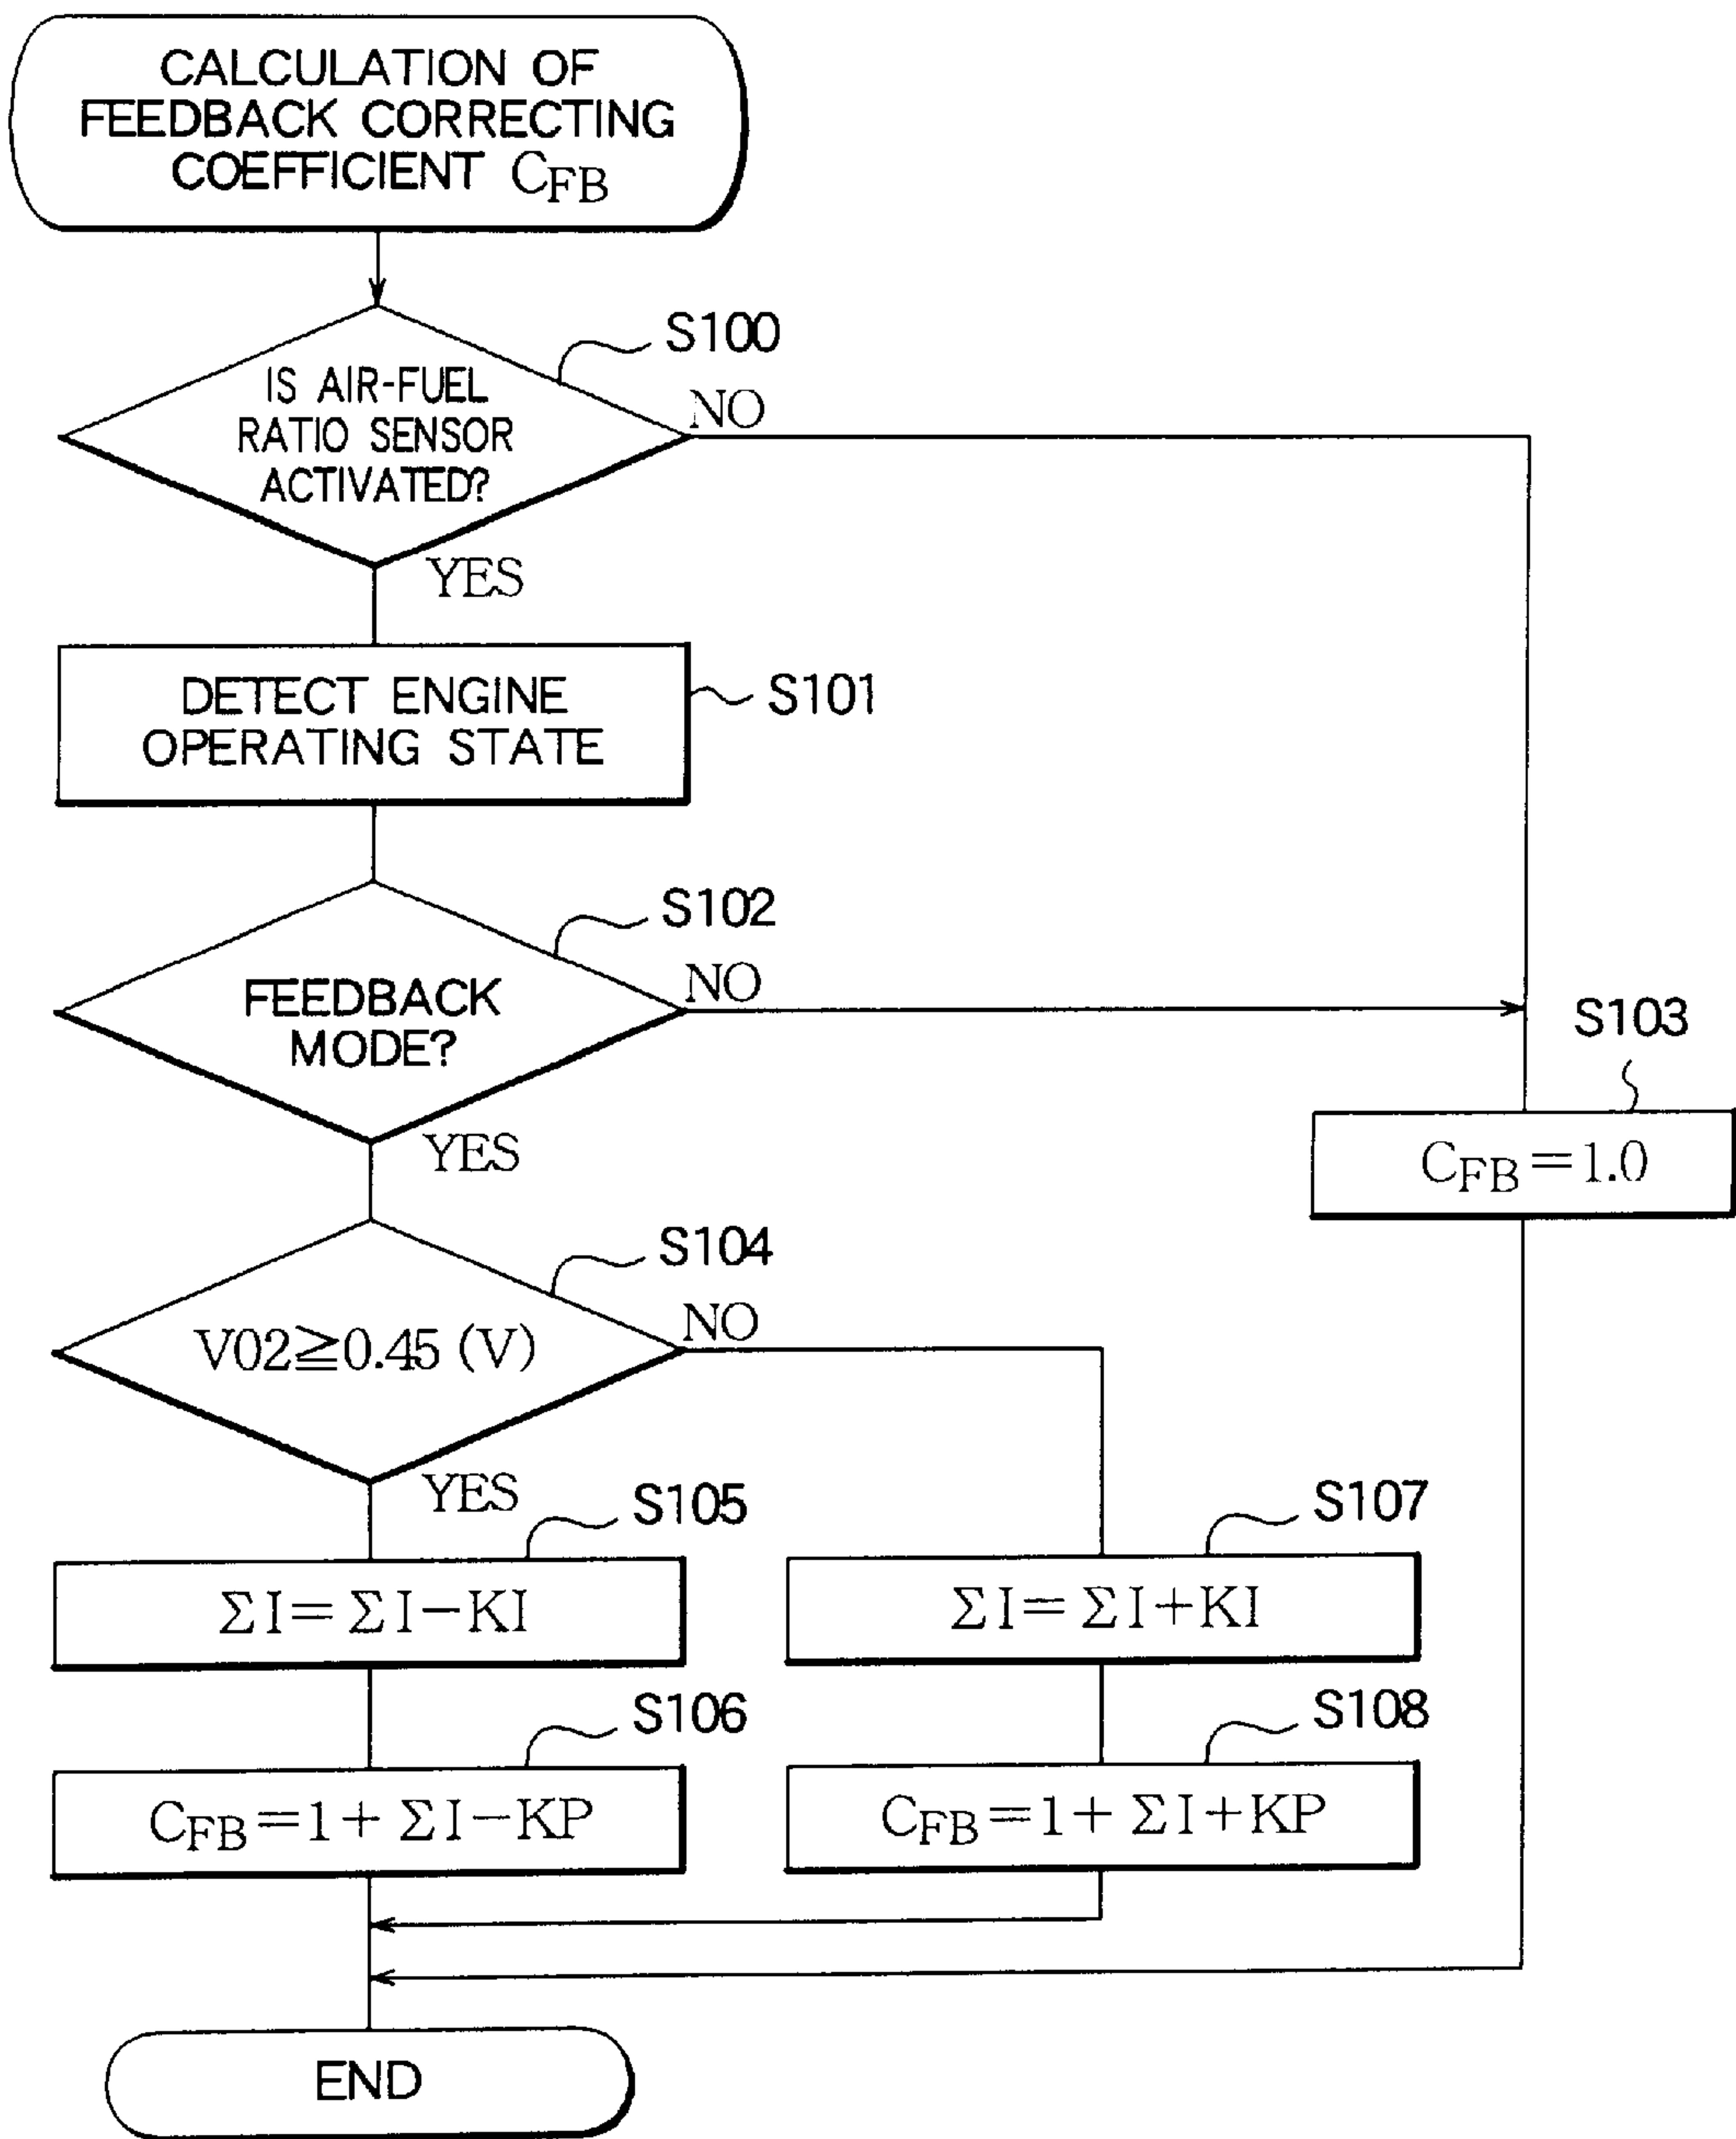 CALCULATION OF
FEEDBACK CORRECTING
COEFFICIENT CFB
S100
IS AIR-FUEL
RATIO SENSOR
ACTIVATED?
NO
YES
DETECT ENGINE
OPERATING STATE
S101
S102
FEEDBACK
MODE?
NO
YES
S103
CFB=1.0
S104
V02≧0.45 (V)
NO
YES
S105
ΣI=ΣI−KI
S107
ΣI=ΣI+KI
S106
CFB=1+ΣI−KP
S108
CFB=1+ΣI+KP
END